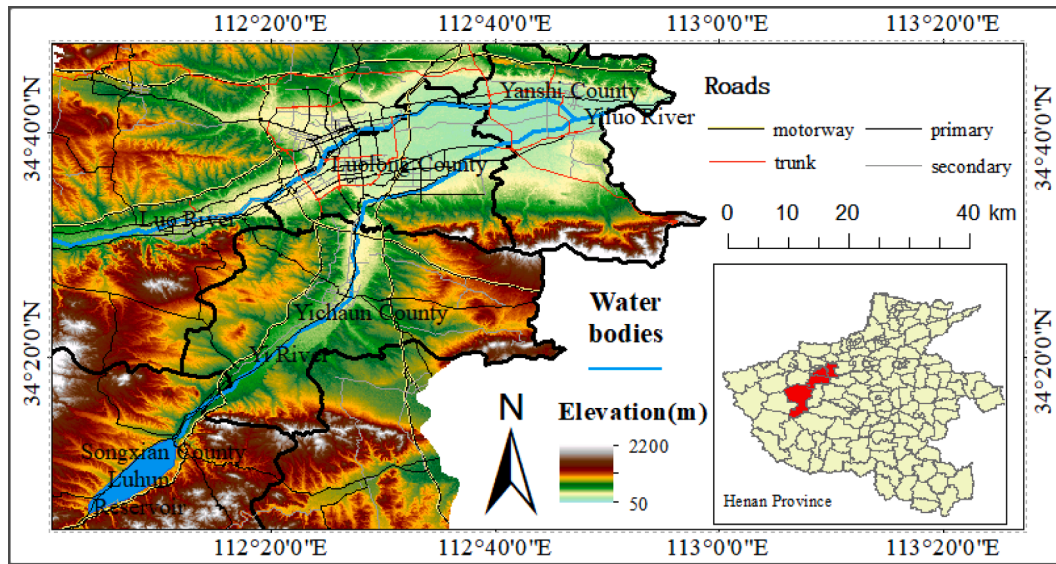 112°20'0"E
112°40'0"E
113°00'0"E
113°20'0"E
34°40'0"N
34°20'0"N
34°40'0"N
34°20'0"N
Yanshi County
Yiluo River
Luolong County
Luo River
Yichaun County
Yi River
Songxian County
Luhun
Reservoir
Roads
motorway
primary
trunk
secondary
0 10 20 40 km
Water
bodies
N
Elevation(m)
2200
50
Henan Province
112°20'0"E
112°40'0"E
113°00'0"E
113°20'0"E